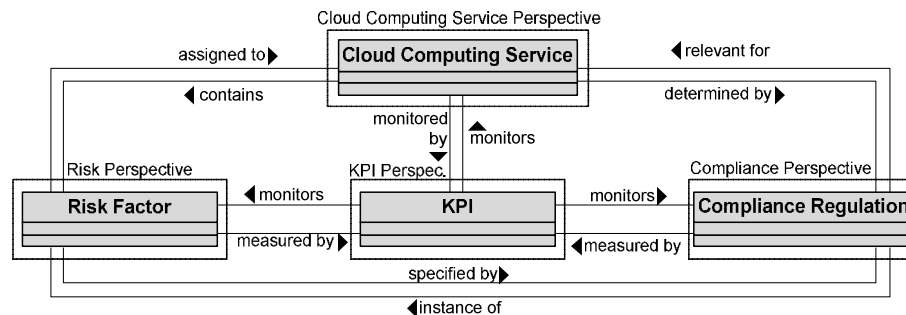 Cloud Computing Service Perspective
Cloud Computing Service
assigned to
relevant for
contains
determined by
monitored
by
monitors
Risk Perspective
KPI Perspec.
Compliance Perspective
Risk Factor
monitors
KPI
monitors
Compliance Regulation
measured by
measured by
specified by
instance of